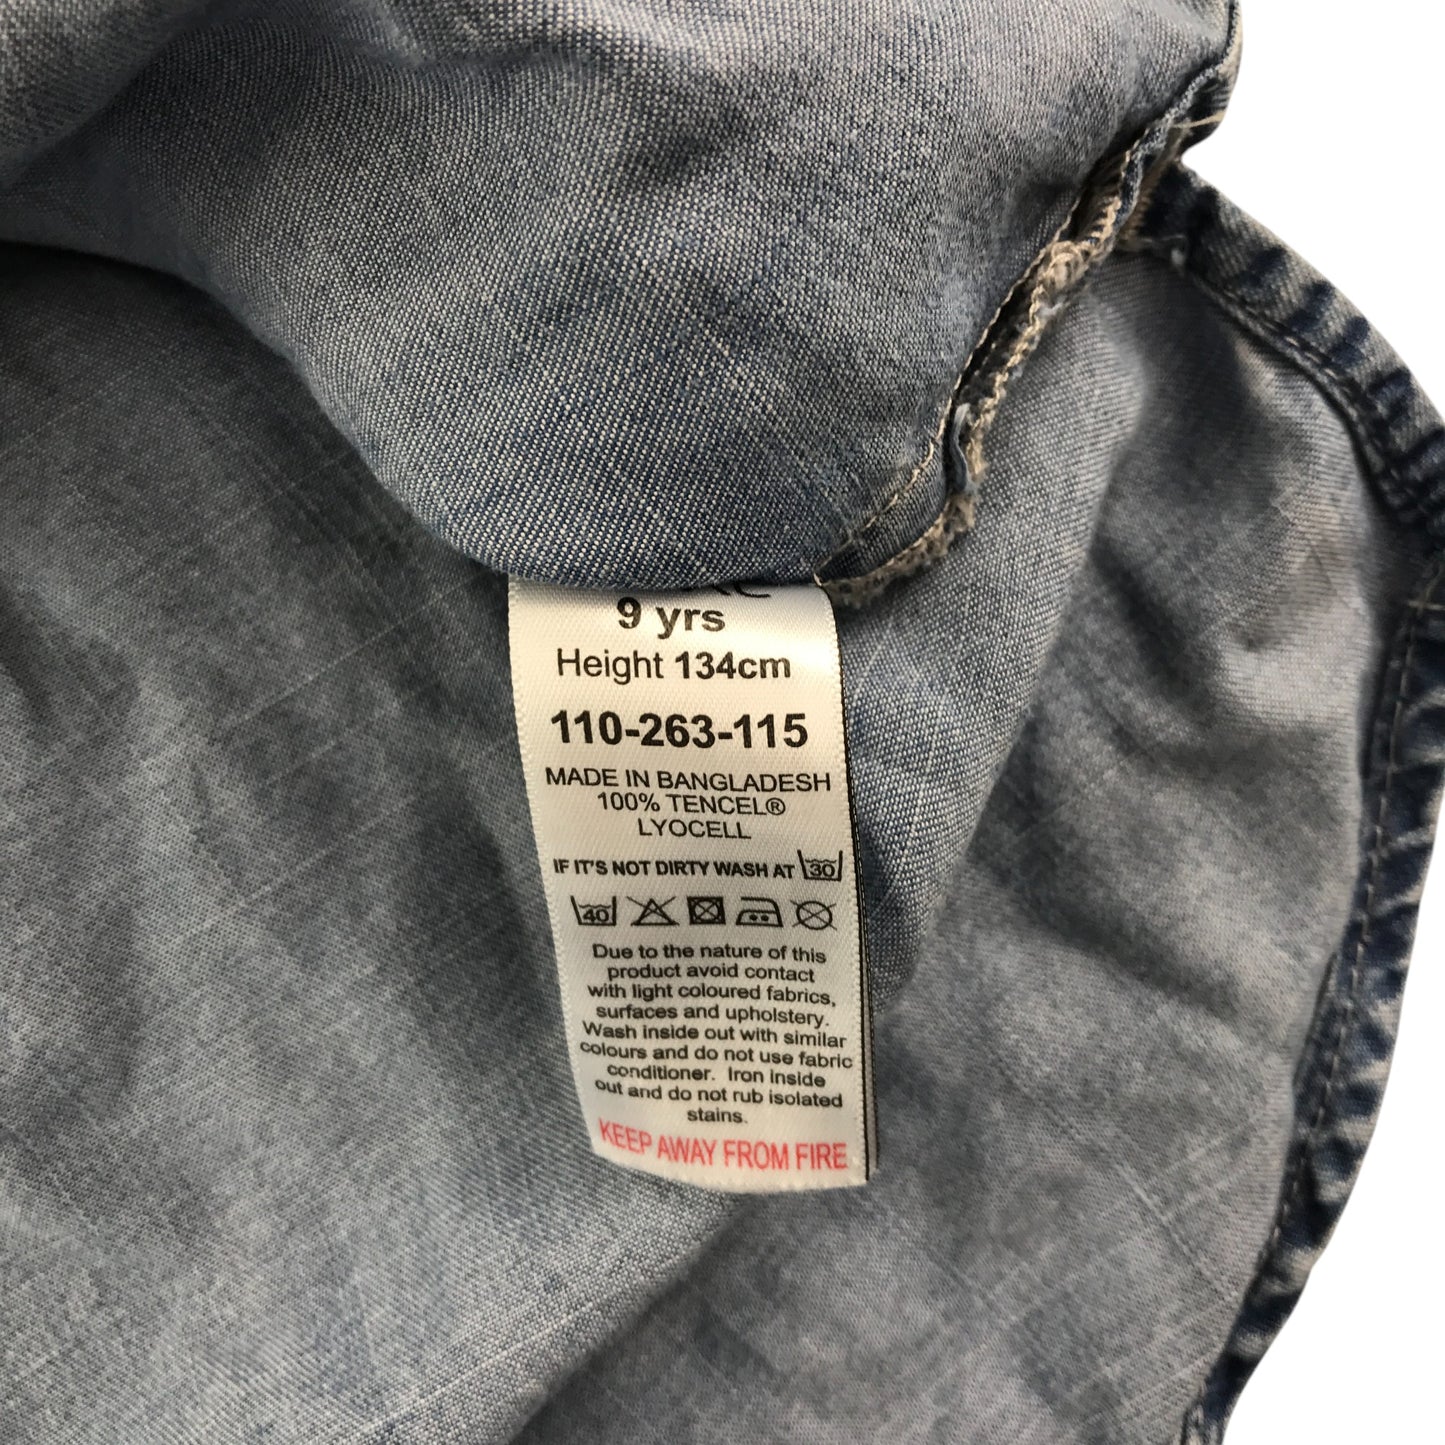 9 yrs
Height 134cm
110-263-115
MADE IN BANGLADESH
100% TENCEL®
LYOCELL
IF IT'S NOT DIRTY WASH AT 30
40
Due to the nature of this
product avoid contact
with light coloured fabrics,
surfaces and upholstery.
Wash inside out with similar
colours and do not use fabric
conditioner. Iron inside
out and do not rub isolated
stains.
KEEP AWAY FROM FIRE